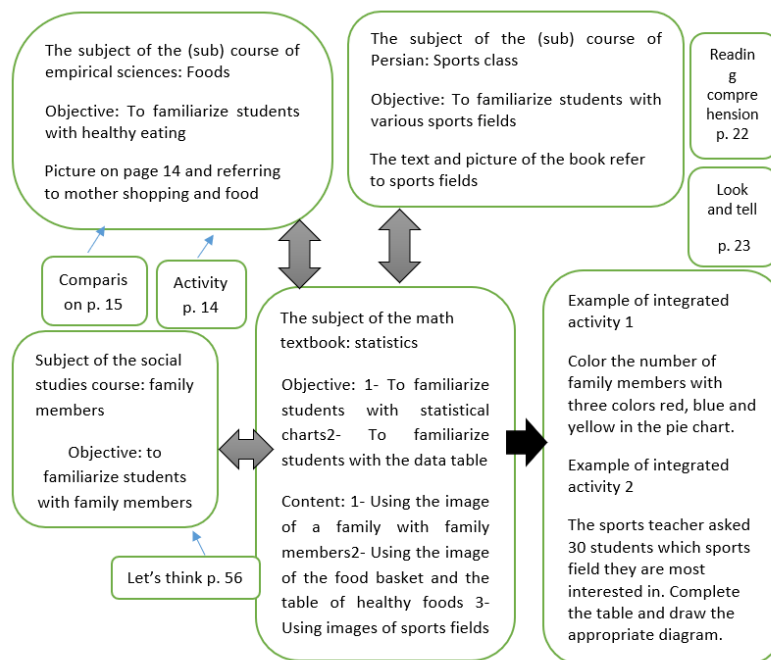 The subject of the (sub) course of
empirical sciences: Foods
Objective: To familiarize students
with healthy eating
Picture on page 14 and referring
to mother shopping and food
The subject of the (sub) course of
Persian: Sports class
Objective: To familiarize students with
various sports fields
The text and picture of the book refer
to sports fields
Readin
g
compre
hension
p. 22
Look
and tell
p. 23
Comparis
on p. 15
Activity
p. 14
Subject of the social
studies course: family
members
Objective: to
familiarize students
with family members
Let's think p. 56
The subject of the math
textbook: statistics
Objective: 1- To familiarize
students with statistical
charts2- To familiarize
students with the data table
Content: 1- Using the image
of a family with family
members2- Using the image
of the food basket and the
table of healthy foods 3-
Using images of sports fields
Example of integrated
activity 1
Color the number of
family members with
three colors red, blue and
yellow in the pie chart.
Example of integrated
activity 2
The sports teacher asked
30 students which sports
field they are most
interested in. Complete
the table and draw the
appropriate diagram.